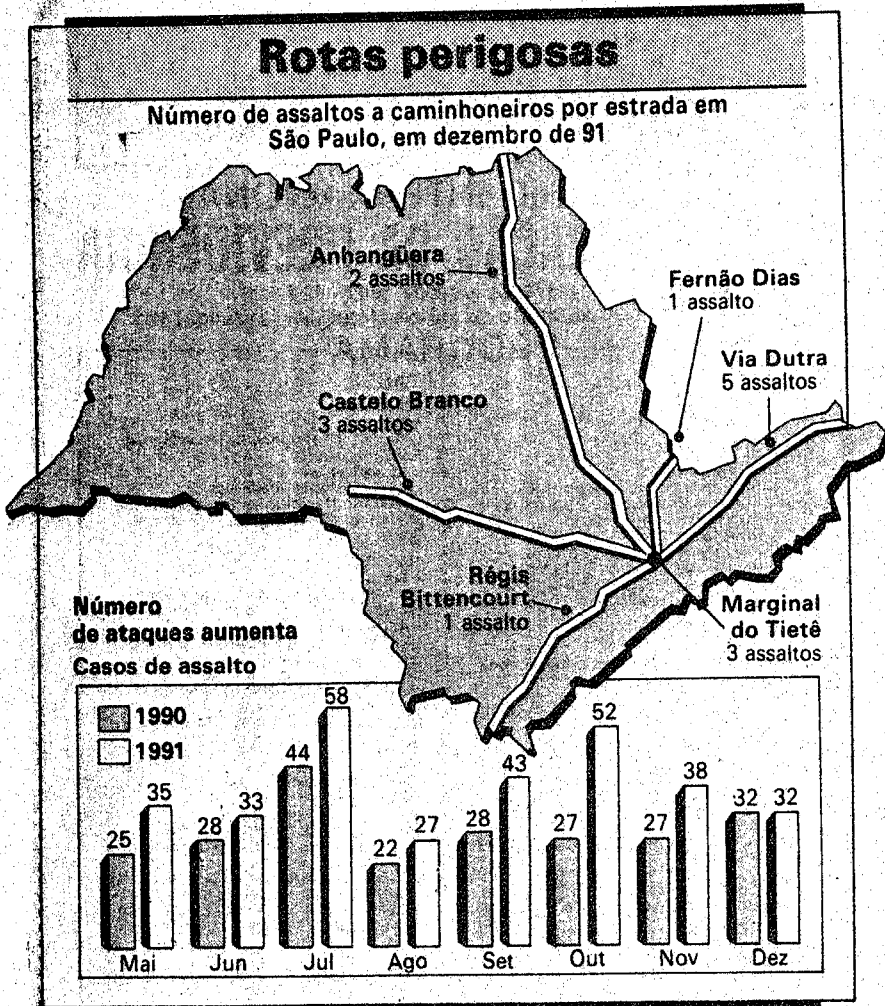 Rotas perigosas
Número de assaltos a caminhoneiros por estrada em
São Paulo, em dezembro de 91
Anhangüera
2 assaltos
Fernão Dias
1 assalto
Via Dutra
5 assaltos
Castelo Branco
3 assaltos
Régis
Bittencourt
1 assalto
Marginal
do Tietê
3 assaltos
Número
de ataques aumenta
Casos de assalto
1990
1991
25 35 28 33 44 58 22 27 28 43 27 52 27 38 32 32
Mai Jun Jul Ago Set Out Nov Dez